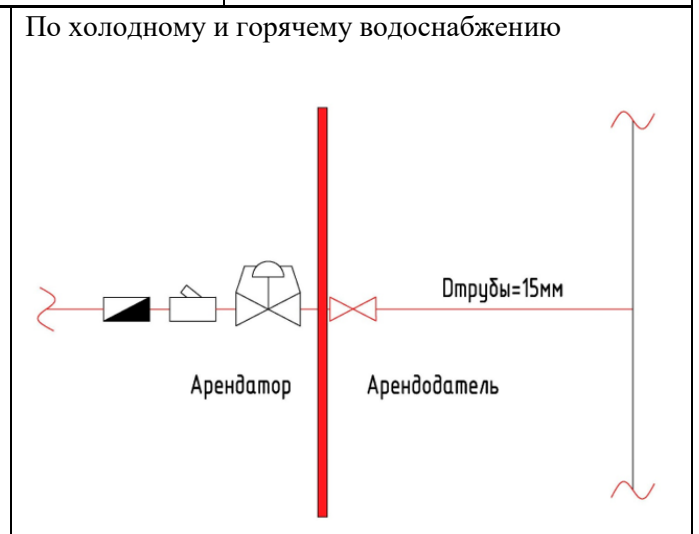 По холодному и горячему водоснабжению
Dтрубы=15мм
Арендатор
Арендодатель